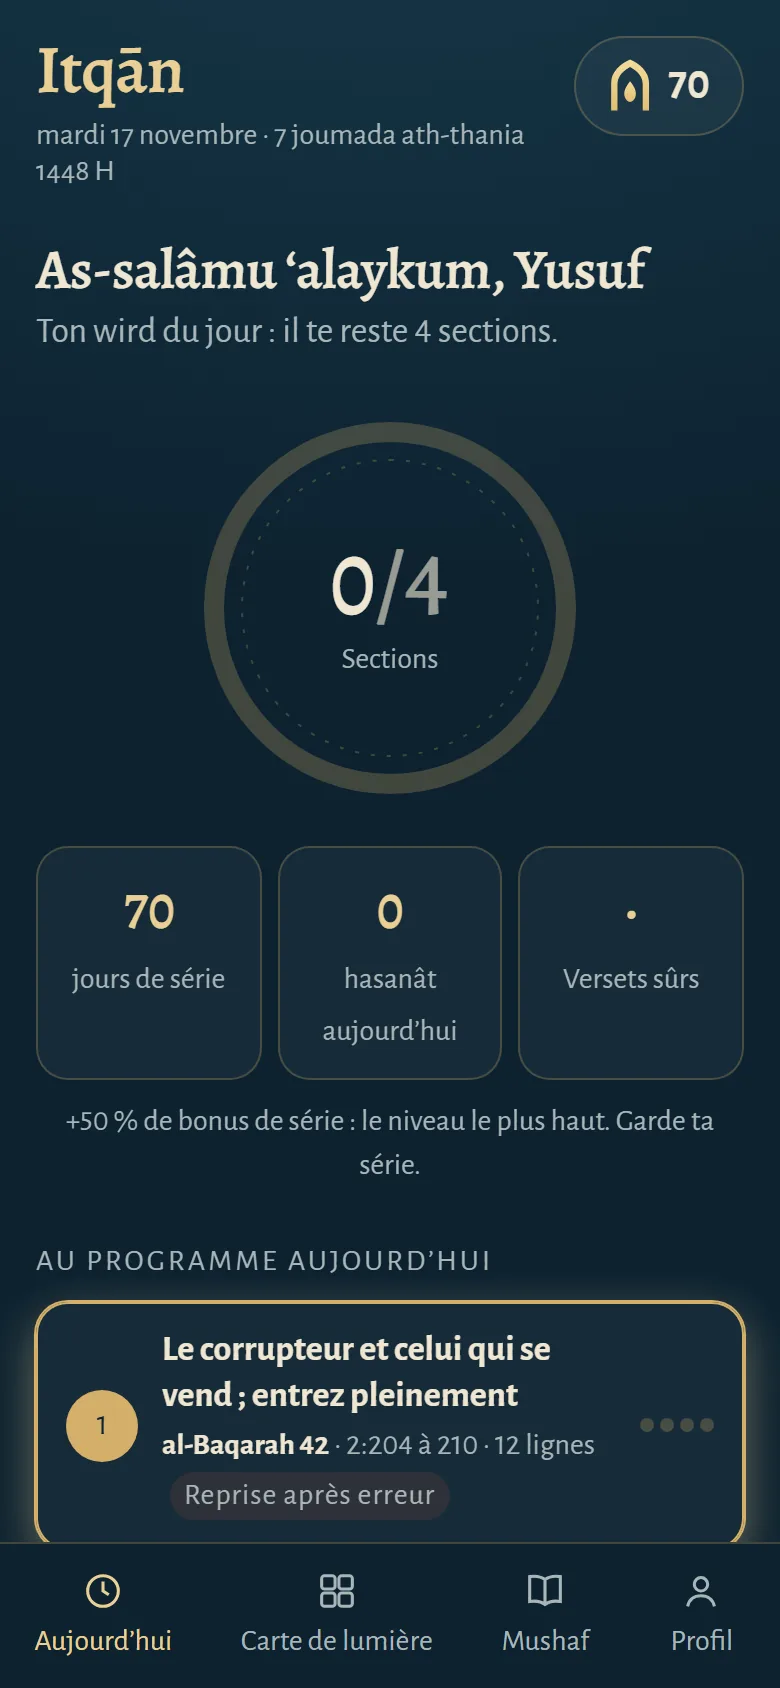 Itqān
70
mardi 17 novembre · 7 joumada ath-thania
1448 H
As-salâmu ‘alaykum, Yusuf
Ton wird du jour : il te reste 4 sections.
0/4
Sections
70
jours de série
0
hasanât
aujourd’hui
·
Versets sûrs
+50 % de bonus de série : le niveau le plus haut. Garde ta
série.
AU PROGRAMME AUJOURD’HUI
1
Le corrupteur et celui qui se
vend ; entrez pleinement
al-Baqarah 42 · 2:204 à 210 · 12 lignes
Reprise après erreur
Aujourd’hui
Carte de lumière
Mushaf
Profil